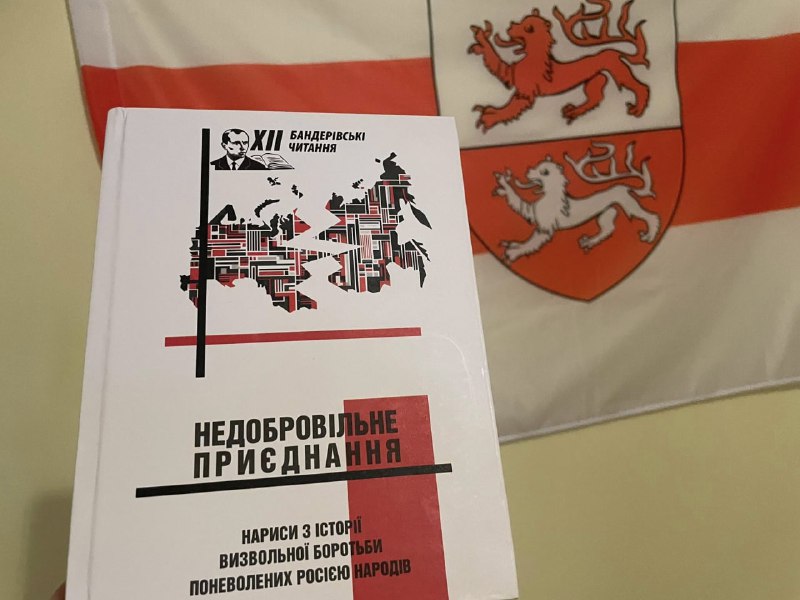 XII БАНДЕРІВСЬКІ
ЧИТАННЯ
НЕДОБРОВІЛЬНЕ
ПРИЄДНАННЯ
НАРИСИ З ІСТОРІЇ
ВИЗВОЛЬНОЇ БОРОТЬБИ
ПОНЕВОЛЕНИХ РОСІЄЮ НАРОДІВ